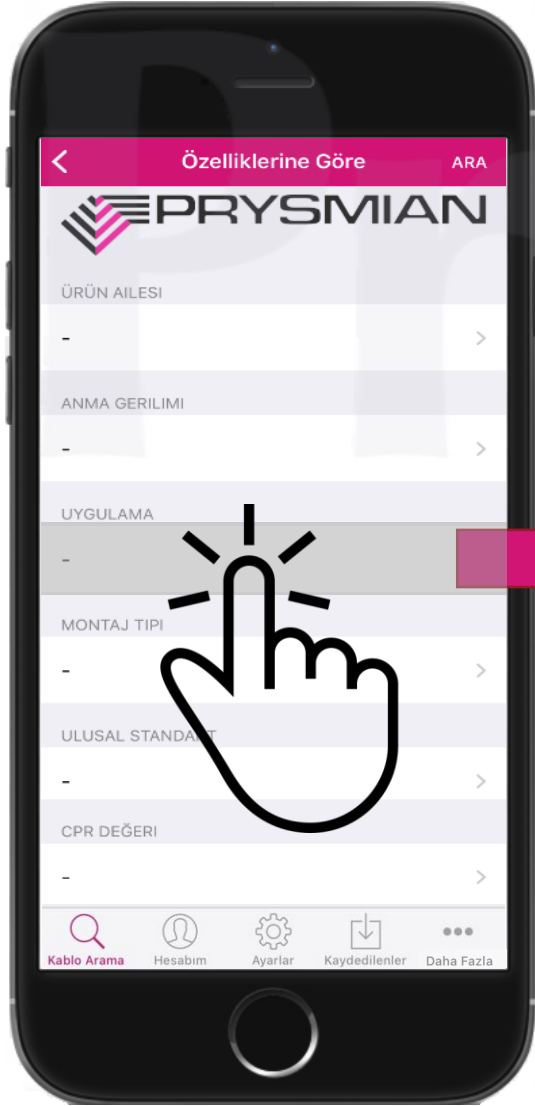 Özelliklerine Göre ARA
PRYSMIAN
ÜRÜN AILESI
-
ANMA GERILIMI
-
UYGULAMA
-
MONTAJ TIPI
-
ULUSAL STANDART
-
CPR DEĞERI
-
Kablo Arama Hesabım Ayarlar Kaydedilenler Daha Fazla